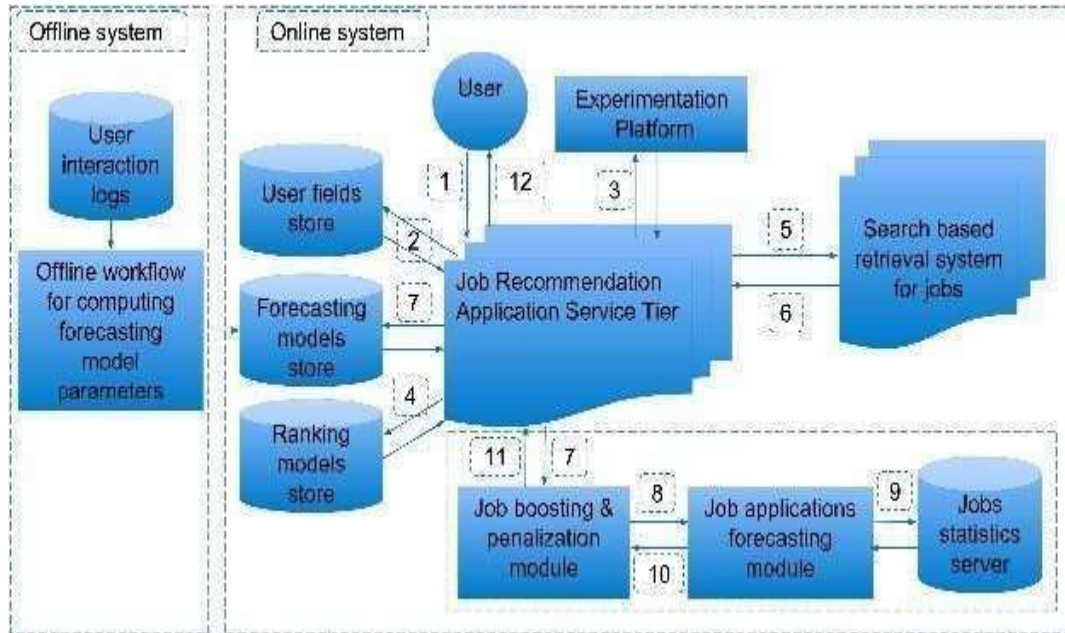 Offline system
Online system
User
interaction
logs
Offline workflow
for computing
forecasting
model
parameters
User
Experimentation
Platform
1
12
3
User fields
store
2
Forecasting
models
store
7
4
Ranking
models
store
Job Recommendation
Application Service Tier
5
6
Search based
retrieval system
for jobs
11
7
Job boosting &
penalization
module
8
10
Job applications
forecasting
module
9
Jobs
statistics
server